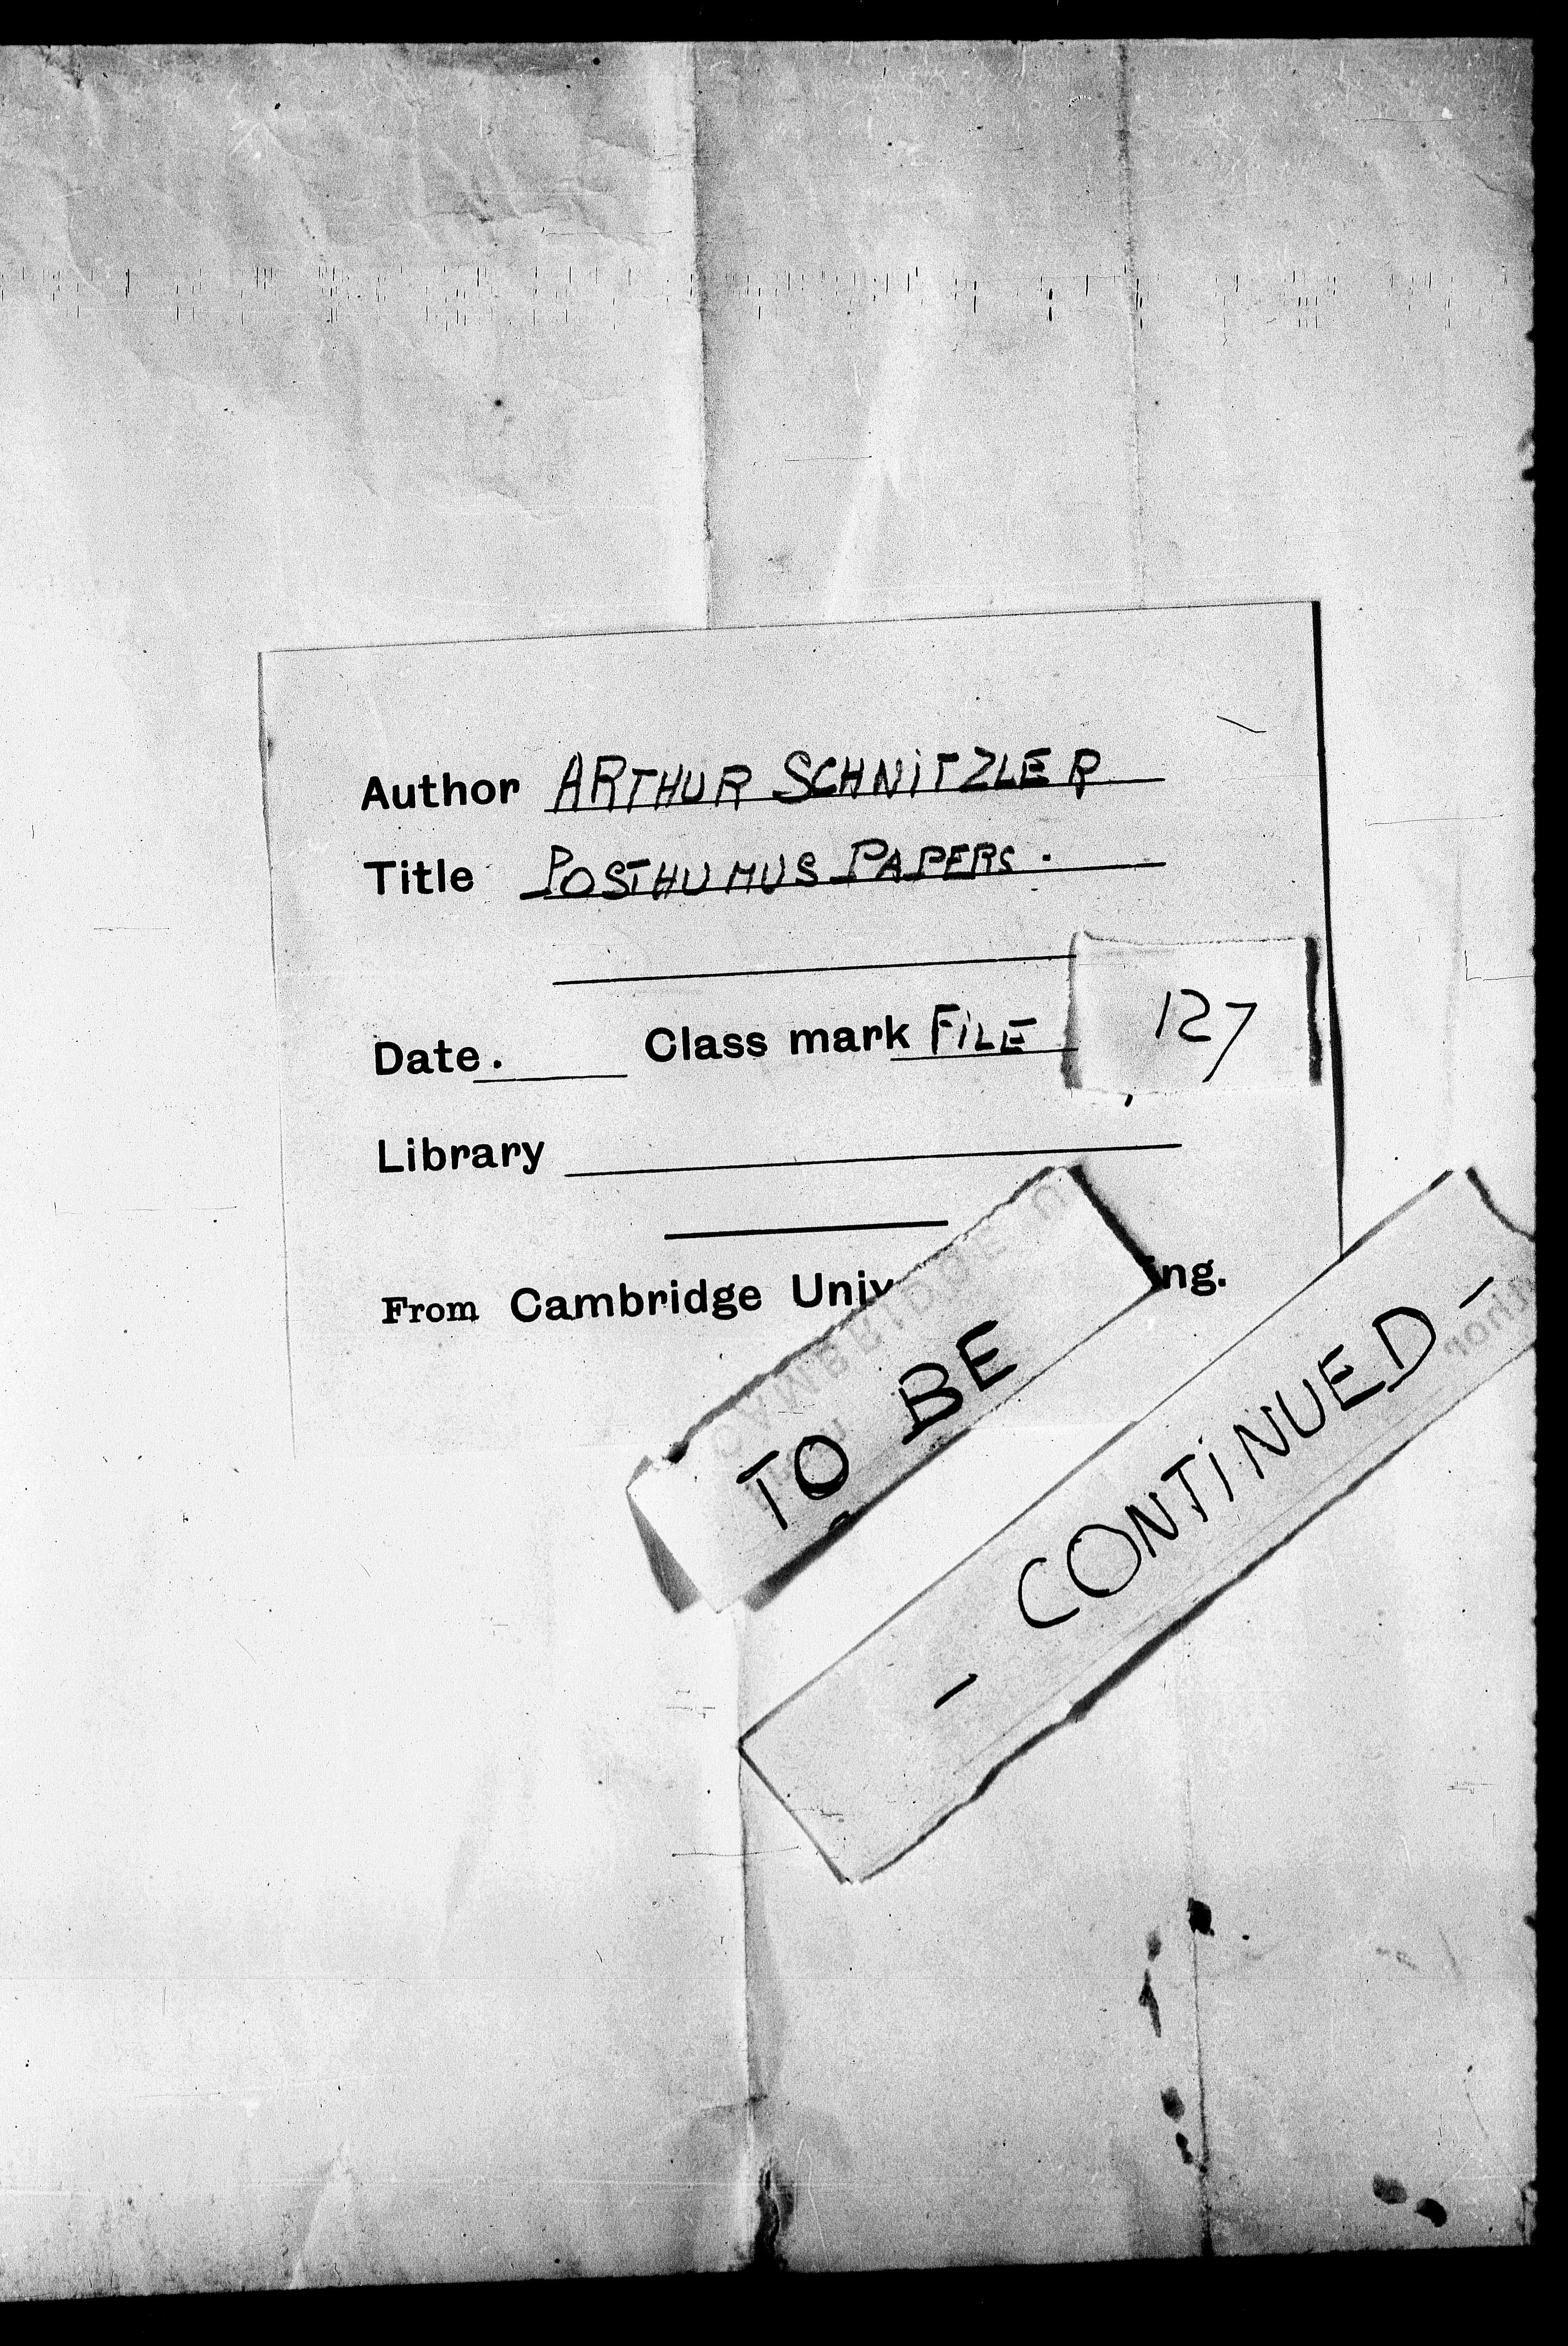 Author ARTHUR SCHNITZLER
Title POSTHUMUS PAPERS.
Date. Class mark FILE 127
Library
From Cambridge Univ ing.
TO BE
- CONTINUED -